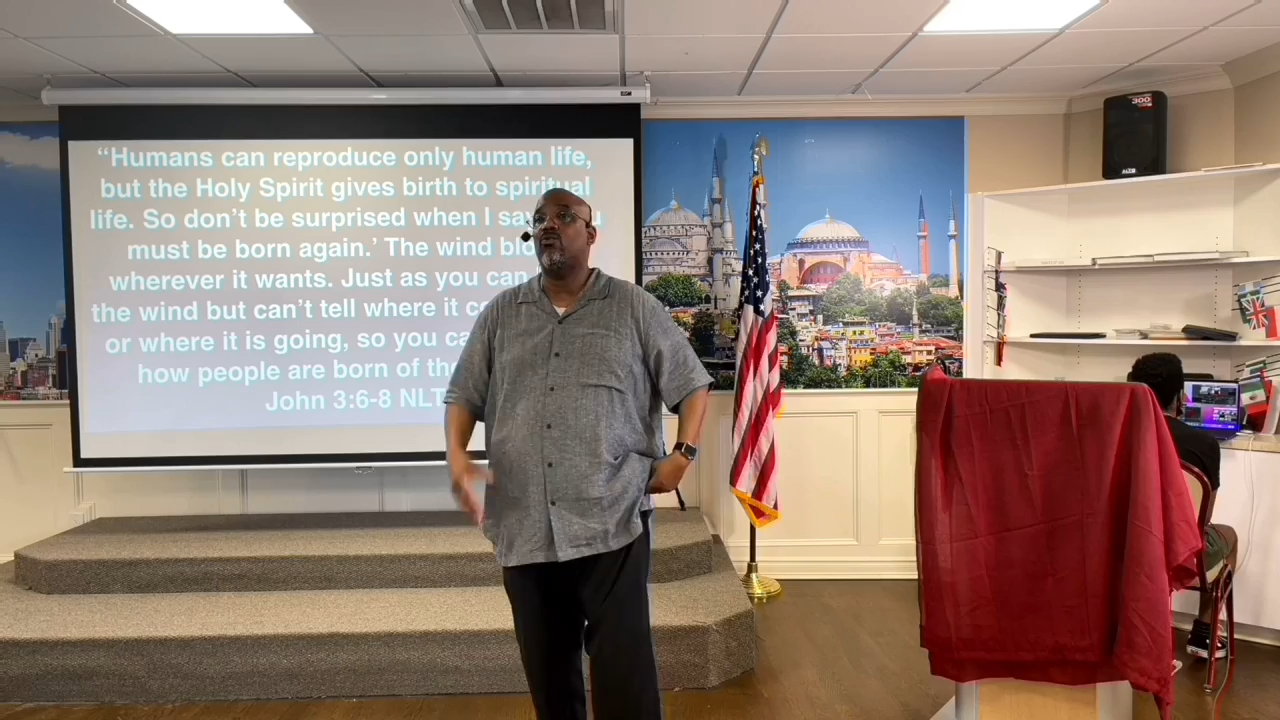 “Humans can reproduce only human life,
but the Holy Spirit gives birth to spiritual
life. So don’t be surprised when I say
must be born again.’ The wind
wherever it wants. Just as you can
the wind but can’t tell where it
or where it is going, so you
how people are born of
John 3:6-8 NLT
300